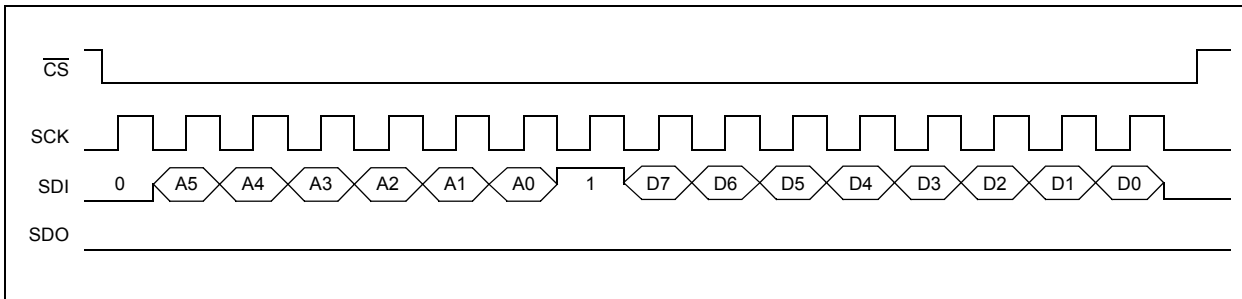 C̅S̅
SCK
SDI 0 A5 A4 A3 A2 A1 A0 1 D7 D6 D5 D4 D3 D2 D1 D0
SDO